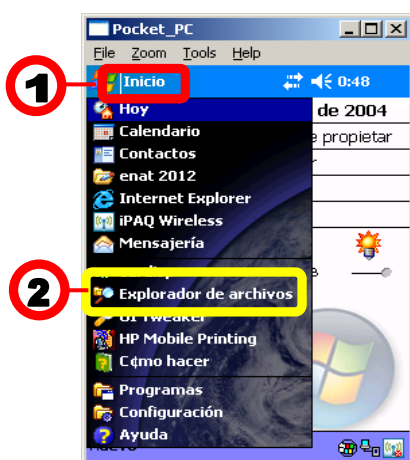 Pocket_PC
File Zoom Tools Help
1
Inicio 0:48
Hoy
de 2004
Calendario
propietar
Contactos
enat 2012
Internet Explorer
iPAQ Wireless
Mensajería
2
Explorador de archivos
UI Tweaker
HP Mobile Printing
C¢mo hacer
Programas
Configuración
Ayuda